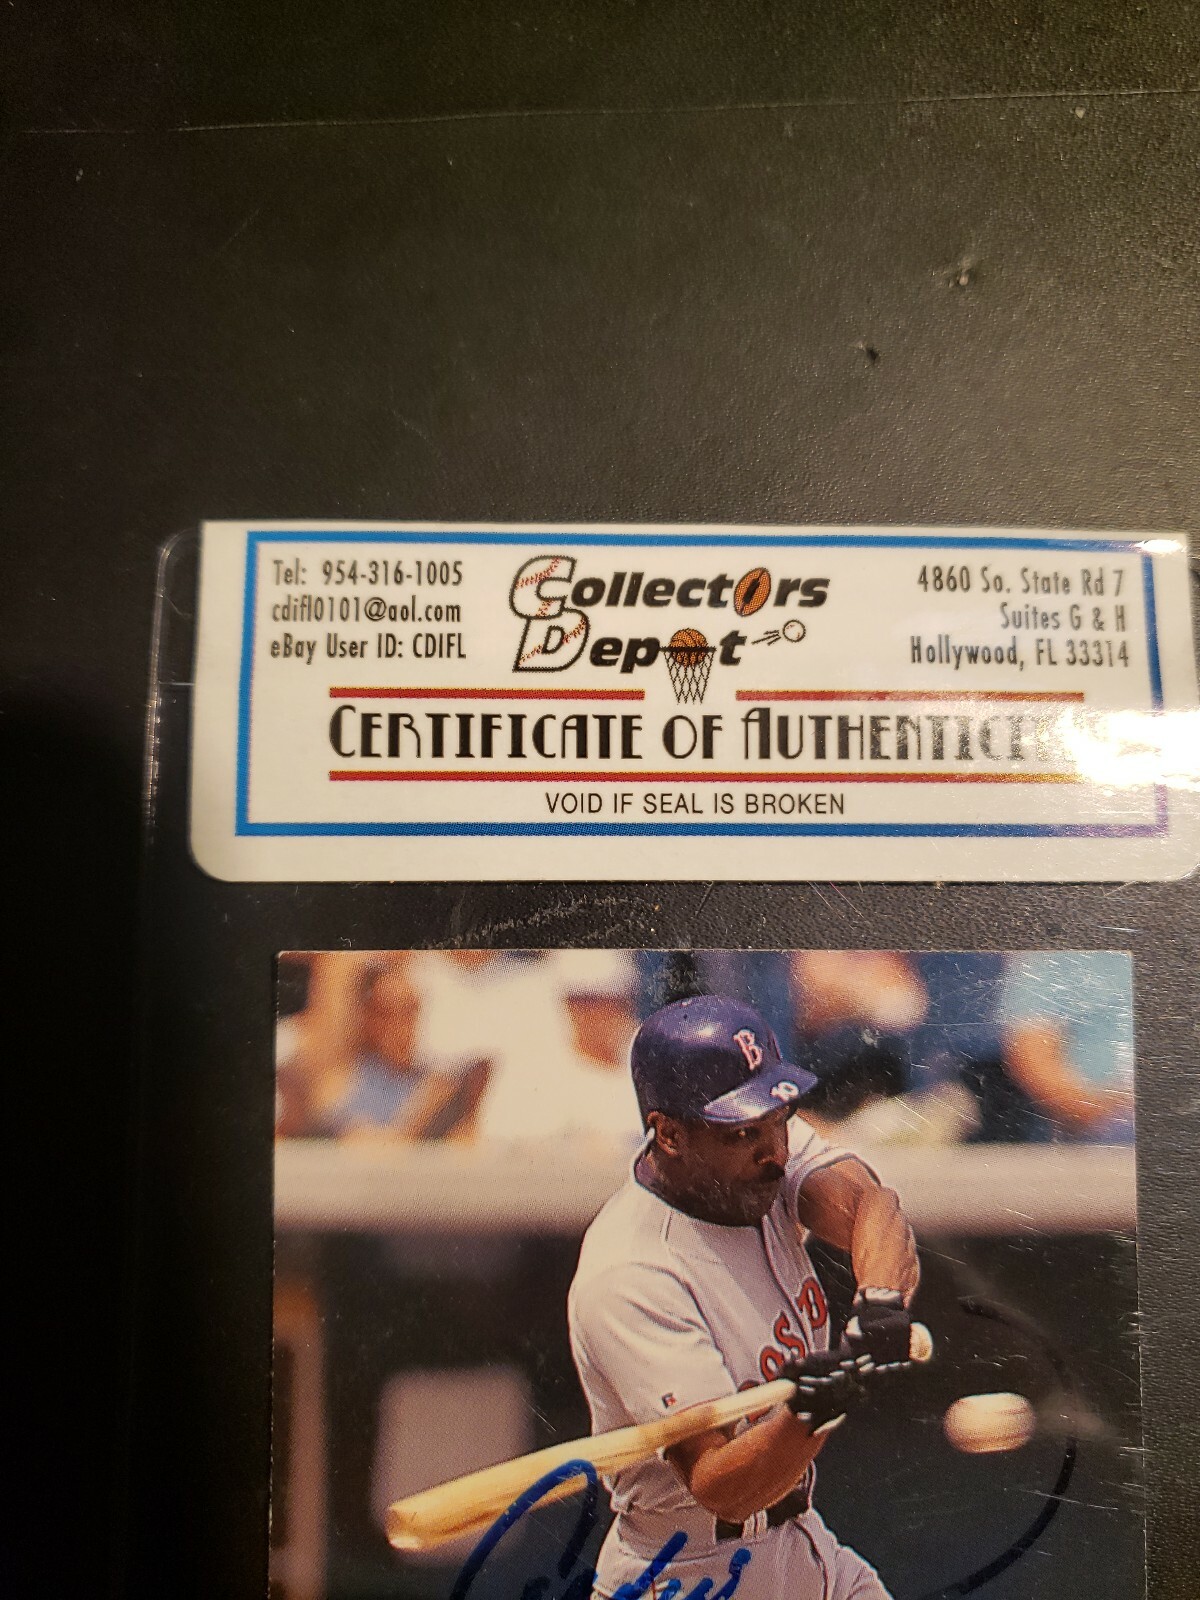 Tel: 954-316-1005
cdifl0101@aol.com
eBay User ID: CDIFL
Collectors
Depot
4860 So. State Rd 7
Suites G & H
Hollywood, FL 33314
CERTIFICATE OF
VOID IF SEAL IS BROKEN
B